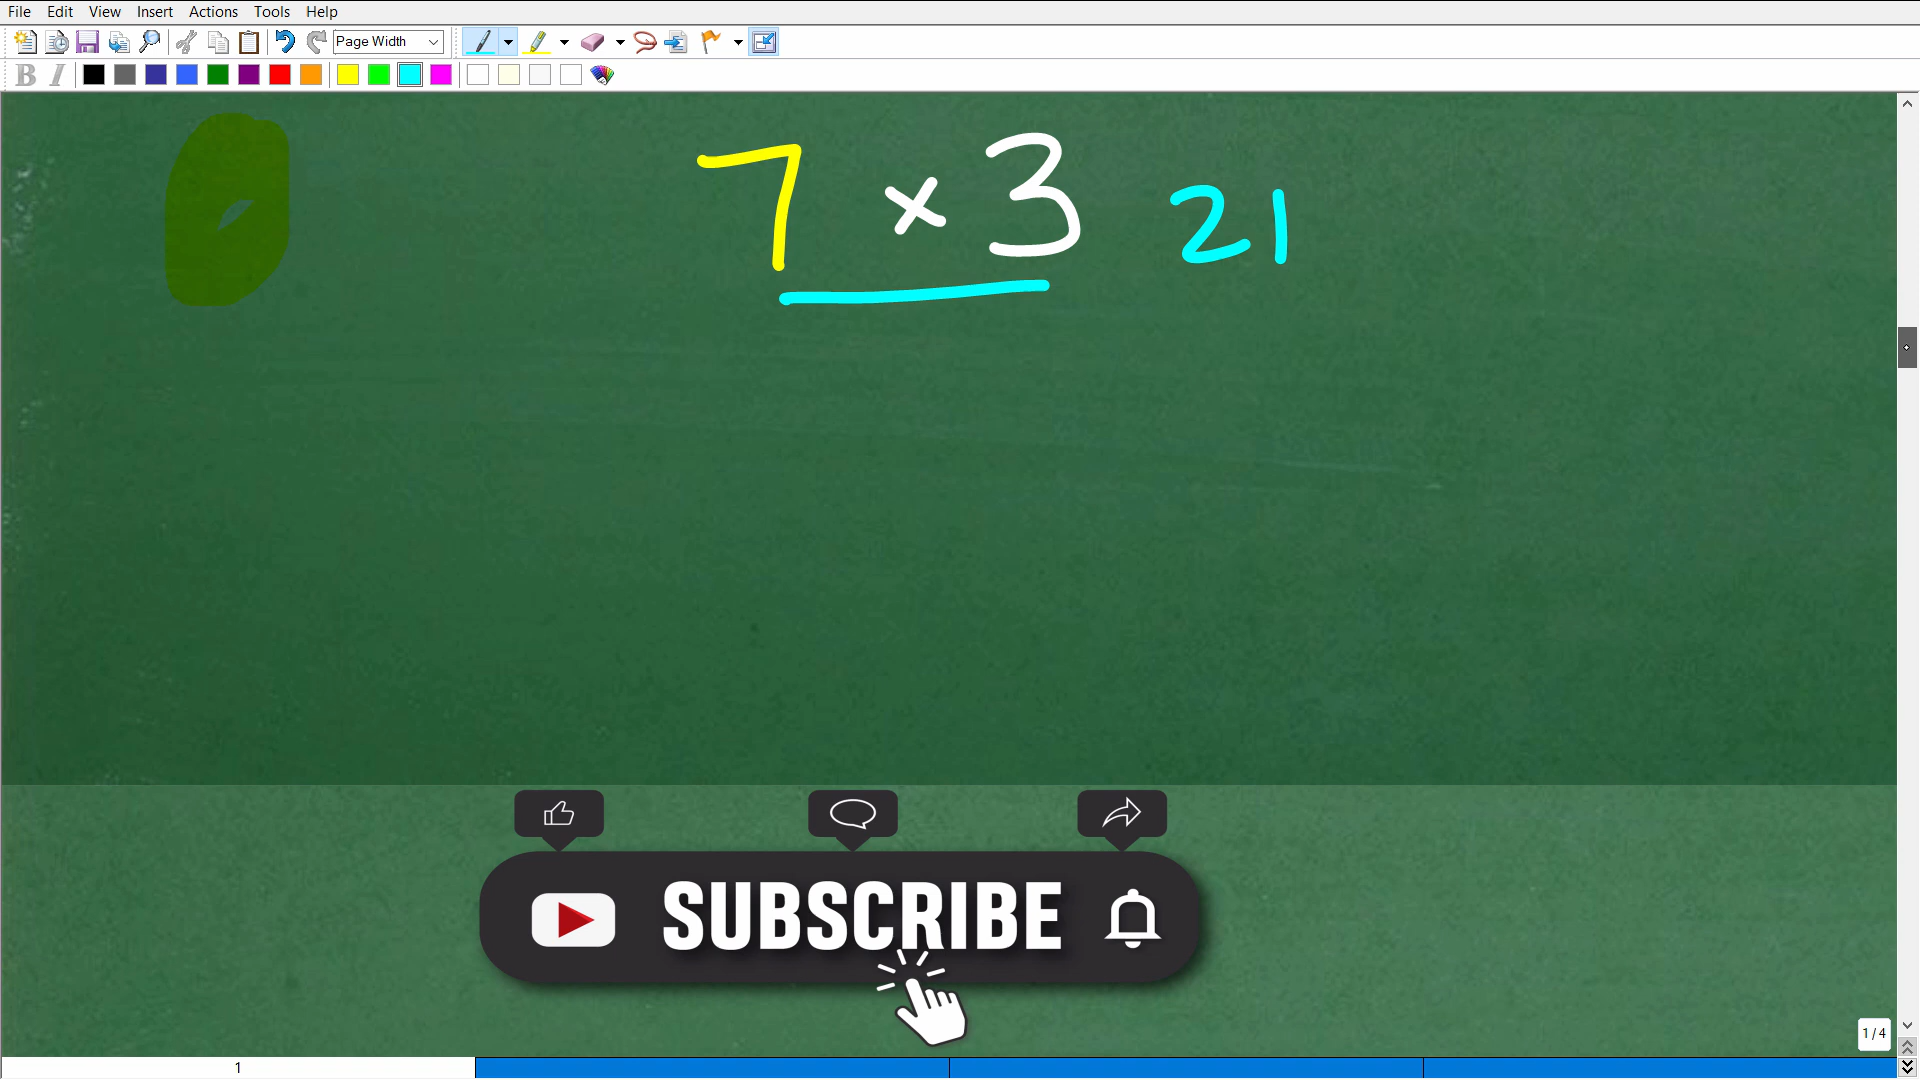 File Edit View Insert Actions Tools Help
Page Width
B I
7 × 3 21
SUBSCRIBE
1 / 4
1